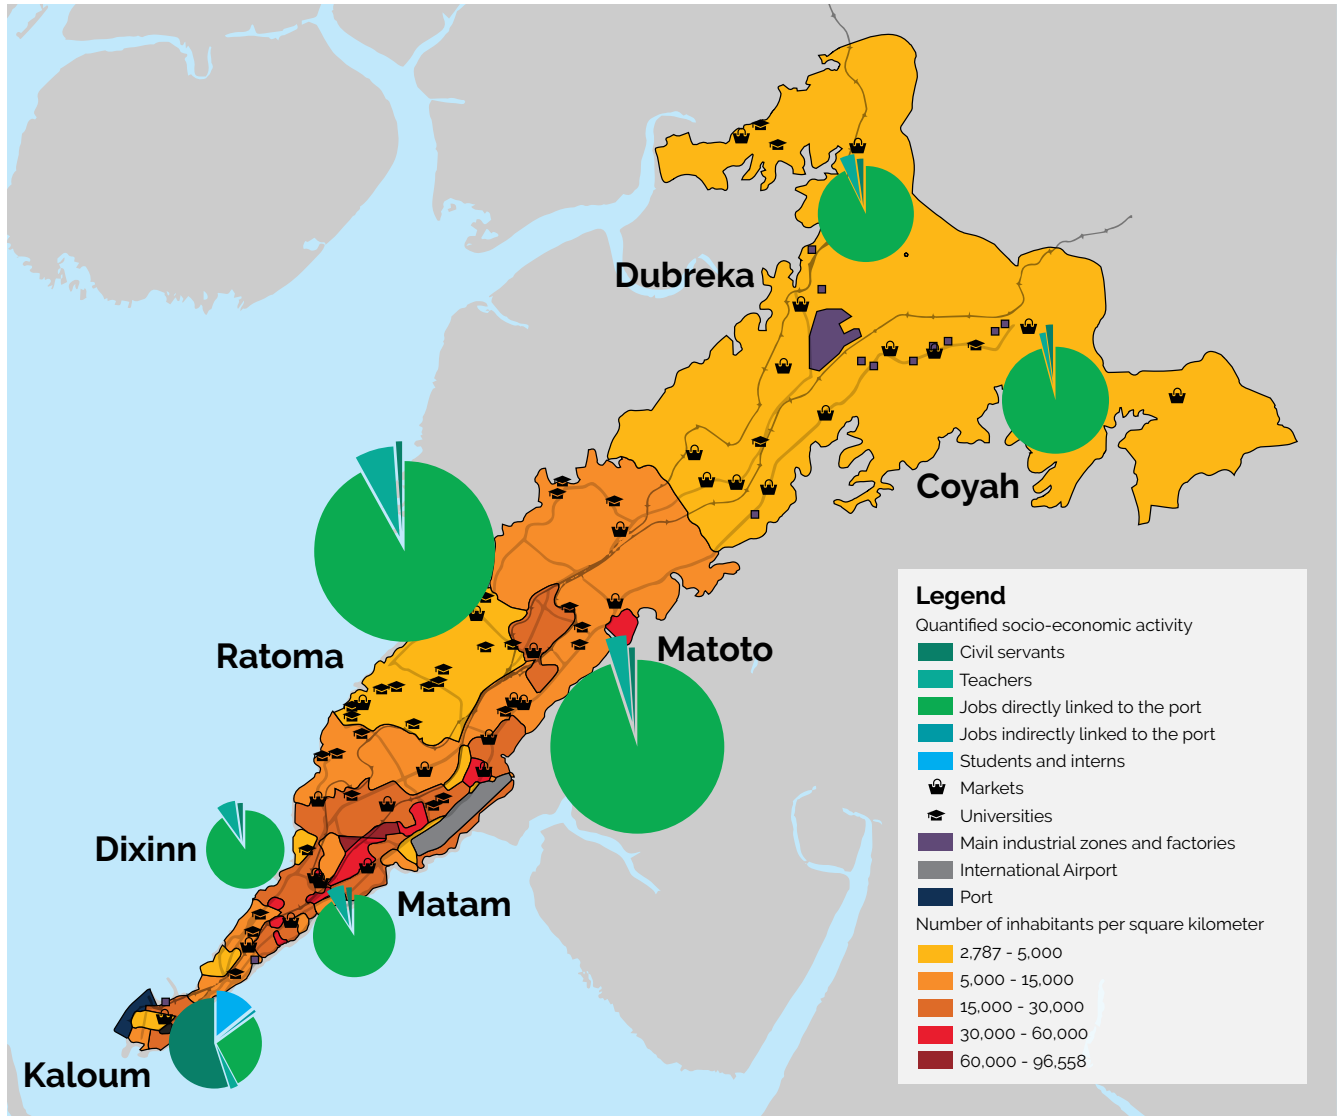 Dubreka
Coyah
Ratoma
Matoto
Dixinn
Matam
Kaloum
Legend
Quantified socio-economic activity
Civil servants
Teachers
Jobs directly linked to the port
Jobs indirectly linked to the port
Students and interns
Markets
Universities
Main industrial zones and factories
International Airport
Port
Number of inhabitants per square kilometer
2,787 - 5,000
5,000 - 15,000
15,000 - 30,000
30,000 - 60,000
60,000 - 96,558